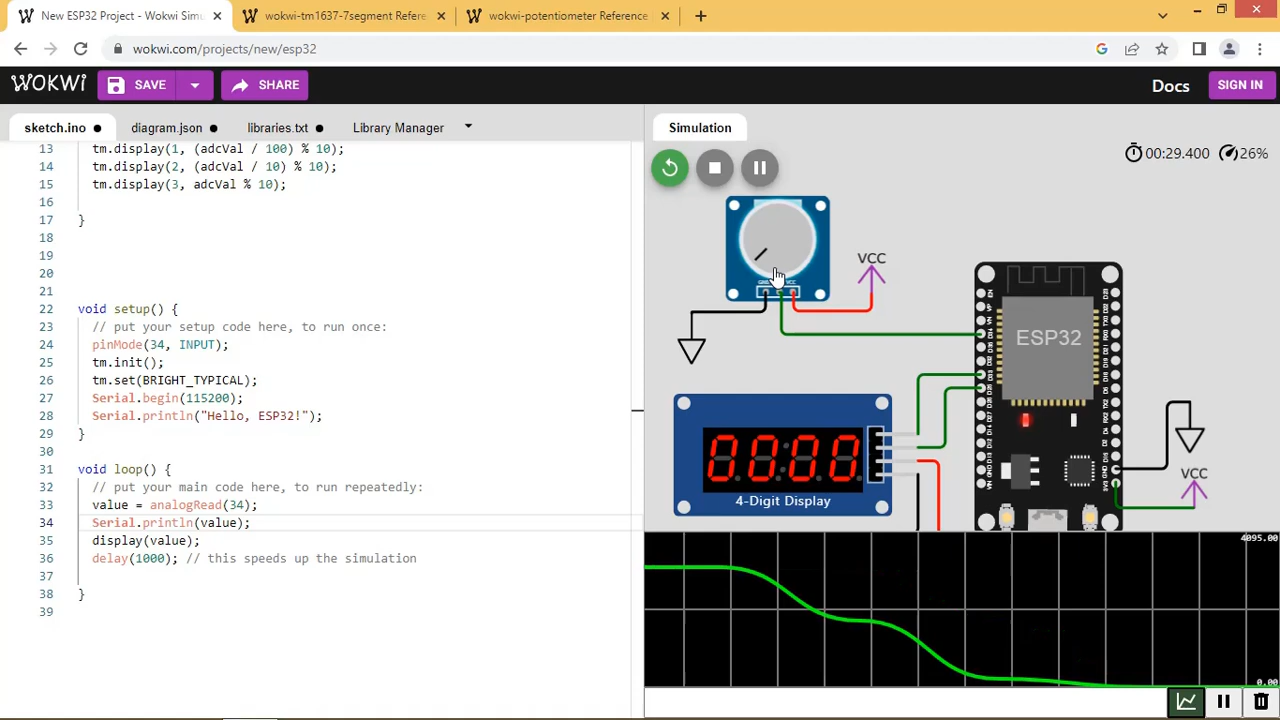 New ESP32 Project - Wokwi Simu
wokwi-tm1637-7segment Refere
wokwi-potentiometer Reference
wokwi.com/projects/new/esp32
WOKWI
SAVE
SHARE
Docs
SIGN IN
sketch.ino
diagram.json
libraries.txt
Library Manager
Simulation
00:29.400
26%
13 tm.display(1, (adcVal / 100) % 10);
14 tm.display(2, (adcVal / 10) % 10);
15 tm.display(3, adcVal % 10);
16
17 }
18
19
20
21
22 void setup() {
23 // put your setup code here, to run once:
24 pinMode(34, INPUT);
25 tm.init();
26 tm.set(BRIGHT_TYPICAL);
27 Serial.begin(115200);
28 Serial.println("Hello, ESP32!");
29 }
30
31 void loop() {
32 // put your main code here, to run repeatedly:
33 value = analogRead(34);
34 Serial.println(value);
35 display(value);
36 delay(1000); // this speeds up the simulation
37
38 }
39
VCC
GND
VCC
ESP32
0000
4-Digit Display
VCC
4095.00
0.00